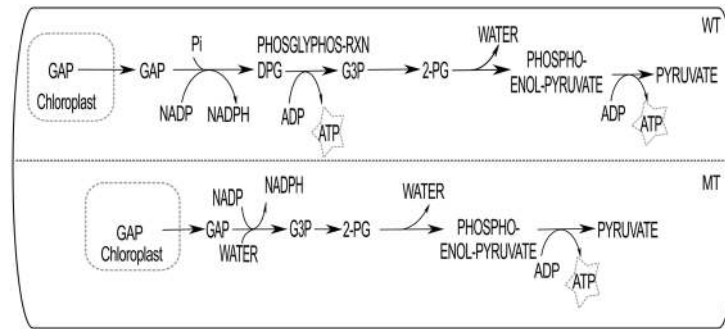 WT
Pi
PHOSGLYPHOS-RXN
WATER
GAP
Chloroplast
GAP
DPG
G3P
2-PG
PHOSPHO-
ENOL-PYRUVATE
PYRUVATE
NADP
NADPH
ADP
ATP
ADP
ATP
MT
NADP
NADPH
WATER
GAP
Chloroplast
GAP
WATER
G3P
2-PG
PHOSPHO-
ENOL-PYRUVATE
PYRUVATE
ADP
ATP